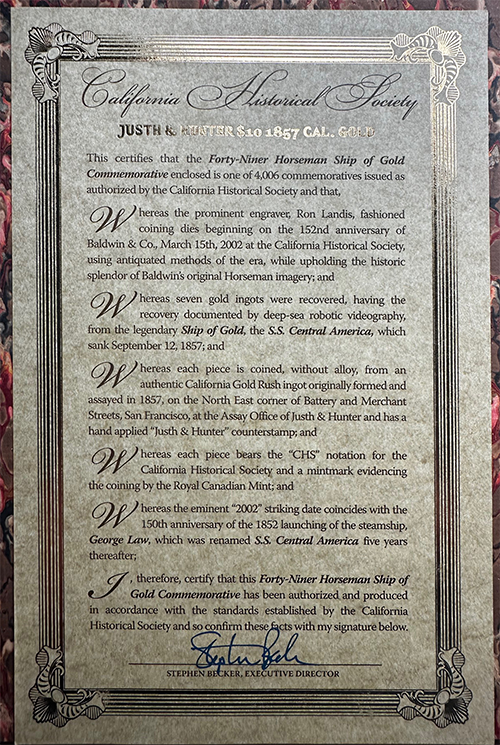 California Historical Society
JUSTH & HUNTER $10 1857 CAL. GOLD
This certifies that the Forty-Niner Horseman Ship of Gold
Commemorative enclosed is one of 4,006 commemoratives issued as
authorized by the California Historical Society and that,
Whereas the prominent engraver, Ron Landis, fashioned
coining dies beginning on the 152nd anniversary of
Baldwin & Co., March 15th, 2002 at the California Historical Society,
using antiquated methods of the era, while upholding the historic
splendor of Baldwin's original Horseman imagery; and
Whereas seven gold ingots were recovered, having the
recovery documented by deep-sea robotic videography,
from the legendary Ship of Gold, the S.S. Central America, which
sank September 12, 1857; and
Whereas each piece is coined, without alloy, from an
authentic California Gold Rush ingot originally formed and
assayed in 1857, on the North East corner of Battery and Merchant
Streets, San Francisco, at the Assay Office of Justh & Hunter and has a
hand applied "Justh & Hunter" counterstamp; and
Whereas each piece bears the "CHS" notation for the
California Historical Society and a mintmark evidencing
the coining by the Royal Canadian Mint; and
Whereas the eminent "2002" striking date coincides with the
150th anniversary of the 1852 launching of the steamship,
George Law, which was renamed S.S. Central America five years
thereafter;
I, therefore, certify that this Forty-Niner Horseman Ship of
Gold Commemorative has been authorized and produced
in accordance with the standards established by the California
Historical Society and so confirm these facts with my signature below.
Stephen Becker
STEPHEN BECKER, EXECUTIVE DIRECTOR